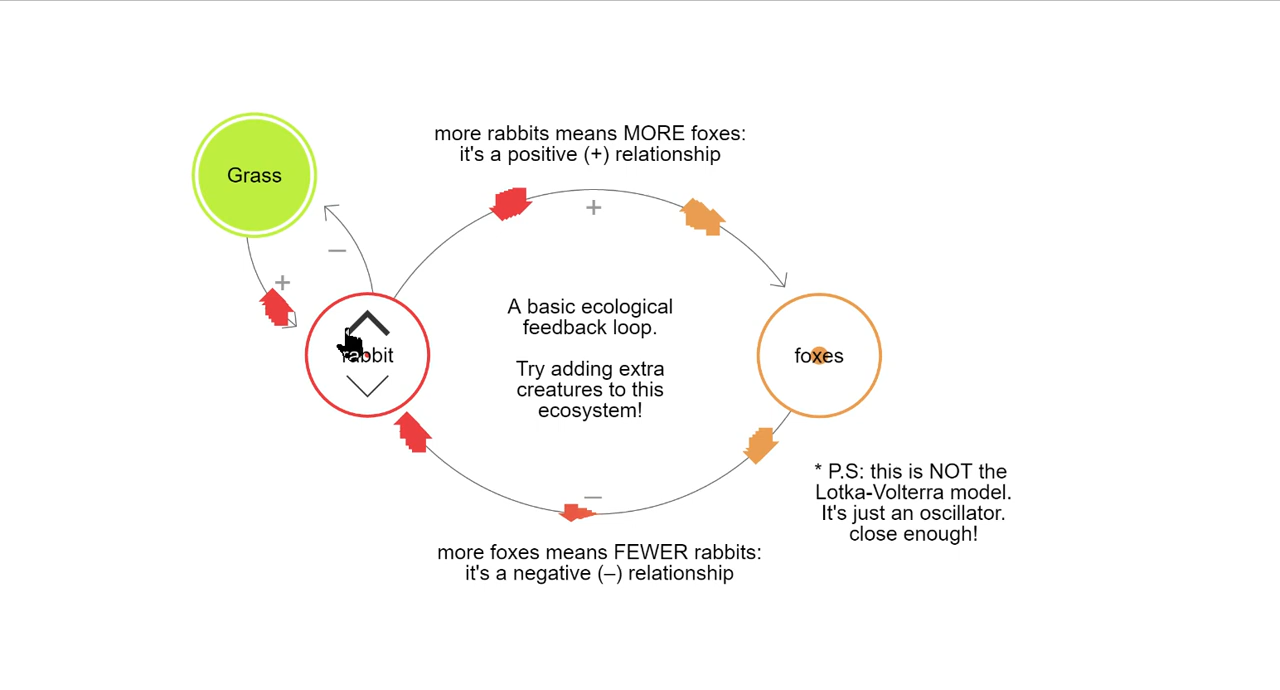 more rabbits means MORE foxes:
it's a positive (+) relationship
Grass
+
–
+
A basic ecological
feedback loop.
Try adding extra
creatures to this
ecosystem!
rabbit
foxes
* P.S: this is NOT the
Lotka-Volterra model.
It's just an oscillator.
close enough!
–
more foxes means FEWER rabbits:
it's a negative (–) relationship